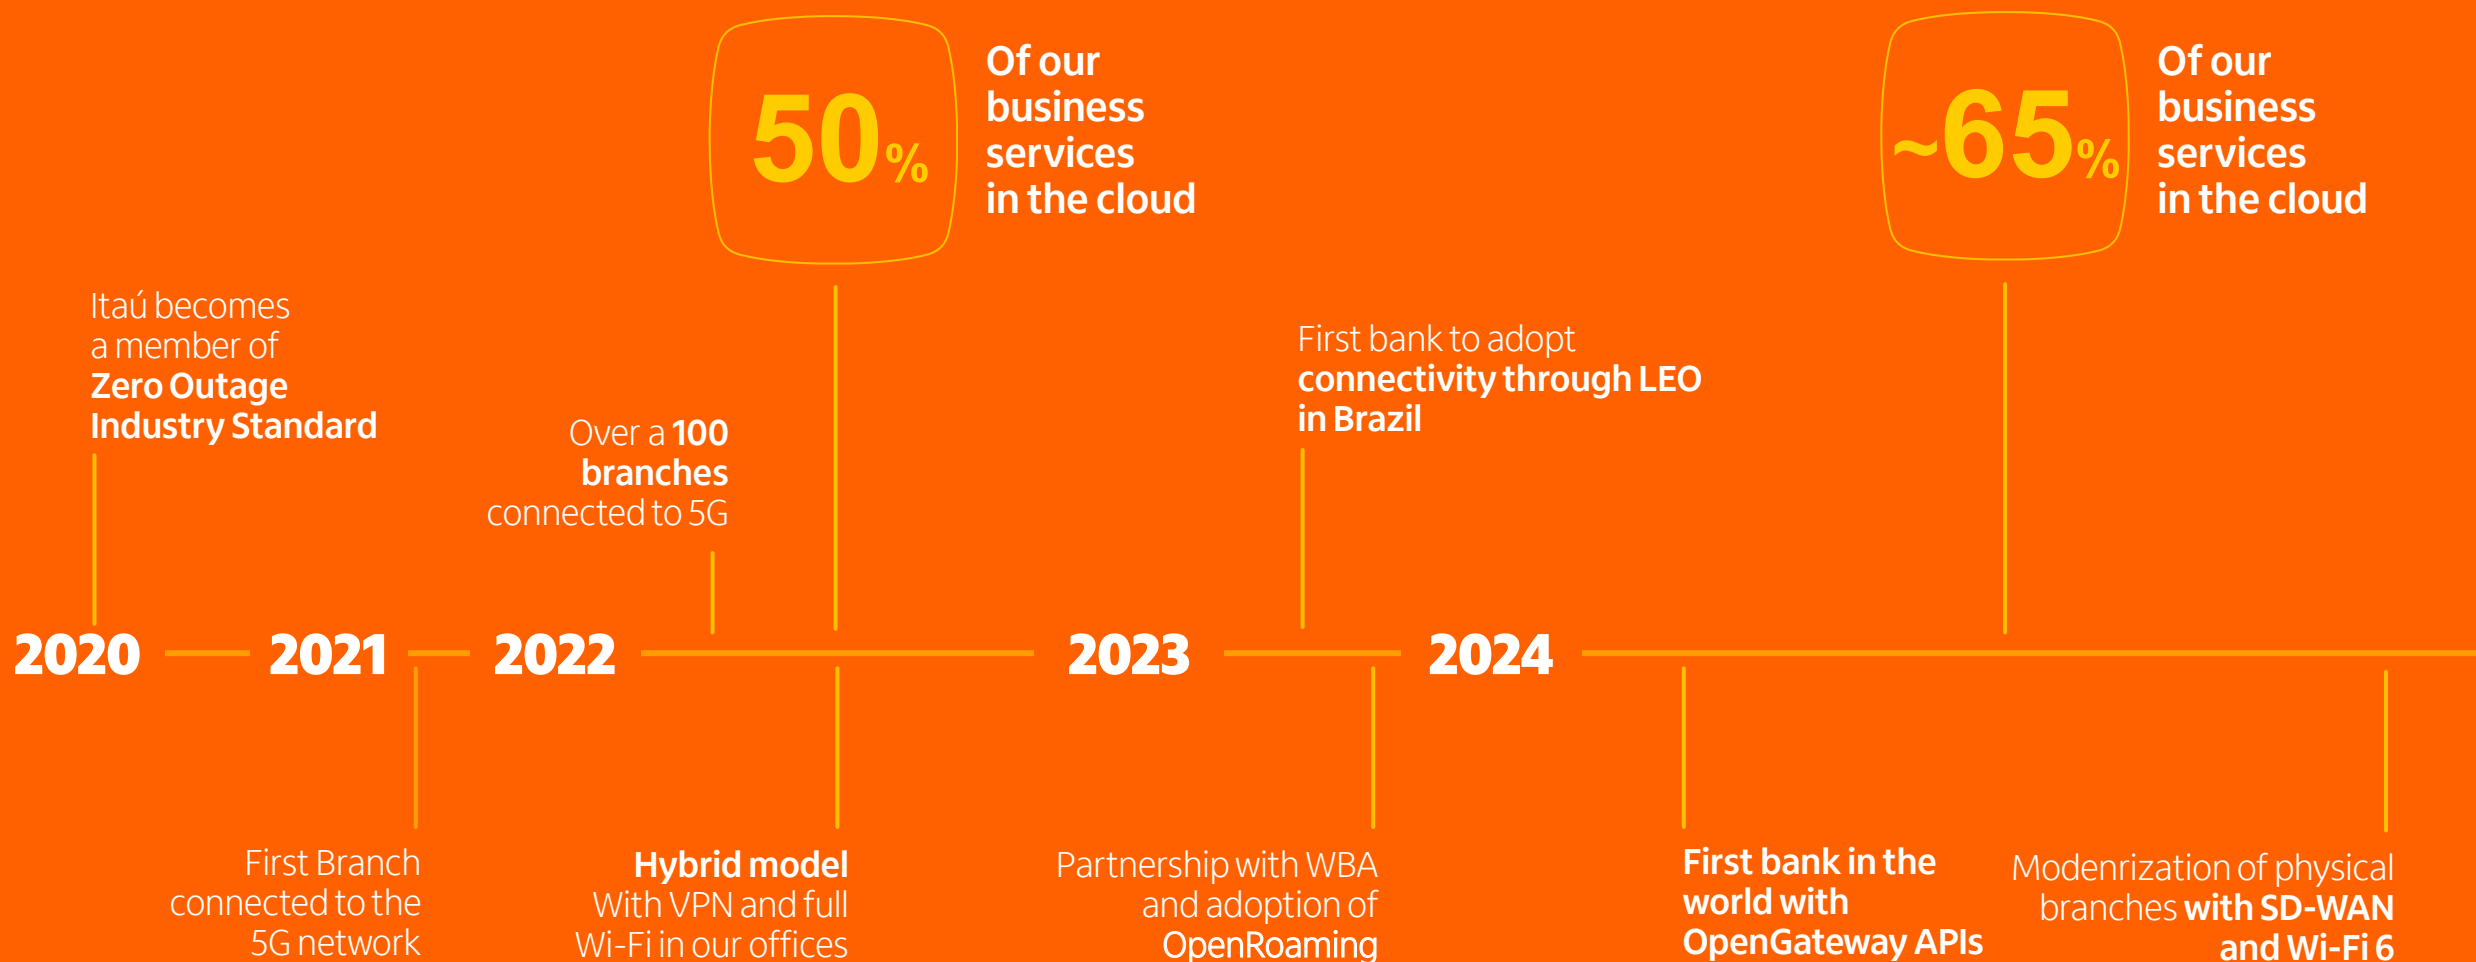 50%
Of our
business
services
in the cloud
~65%
Of our
business
services
in the cloud
Itaú becomes
a member of
Zero Outage
Industry Standard
Over a 100
branches
connected to 5G
First bank to adopt
connectivity through LEO
in Brazil
2020
2021
2022
2023
2024
First Branch
connected to the
5G network
Hybrid model
With VPN and full
Wi-Fi in our offices
Partnership with WBA
and adoption of
OpenRoaming
First bank in the
world with
OpenGateway APIs
Modenrization of physical
branches with SD-WAN
and Wi-Fi 6